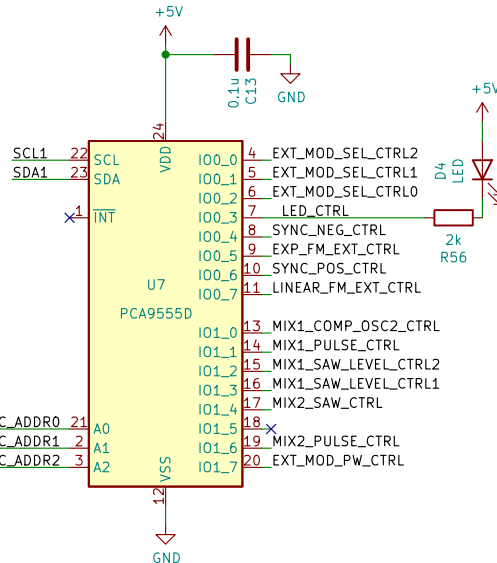 +5V
0.1u
C13
GND
+5V
D4
LED
24
VDD
SCL1 22 SCL
SDA1 23 SDA
1 INT
4 IO0_0 EXT_MOD_SEL_CTRL2
5 IO0_1 EXT_MOD_SEL_CTRL1
6 IO0_2 EXT_MOD_SEL_CTRL0
7 IO0_3 LED_CTRL
8 IO0_4 SYNC_NEG_CTRL
9 IO0_5 EXP_FM_EXT_CTRL
10 IO0_6 SYNC_POS_CTRL
11 IO0_7 LINEAR_FM_EXT_CTRL
2k
R56
U7
PCA9555D
13 IO1_0 MIX1_COMP_OSC2_CTRL
14 IO1_1 MIX1_PULSE_CTRL
15 IO1_2 MIX1_SAW_LEVEL_CTRL2
16 IO1_3 MIX1_SAW_LEVEL_CTRL1
17 IO1_4 MIX2_SAW_CTRL
18 IO1_5
19 IO1_6 MIX2_PULSE_CTRL
20 IO1_7 EXT_MOD_PW_CTRL
C_ADDR0 21 A0
C_ADDR1 2 A1
C_ADDR2 3 A2
VSS
12
GND